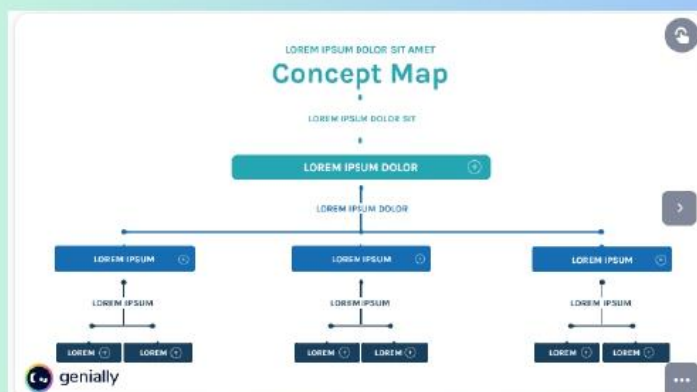 LOREM IPSUM DOLOR SIT AMET
Concept Map
LOREM IPSUM DOLOR SIT
LOREM IPSUM DOLOR
LOREM IPSUM DOLOR
LOREM IPSUM LOREM IPSUM LOREM IPSUM
LOREM IPSUM LOREM IPSUM LOREM IPSUM
LOREM LOREM LOREM LOREM LOREM LOREM
genially